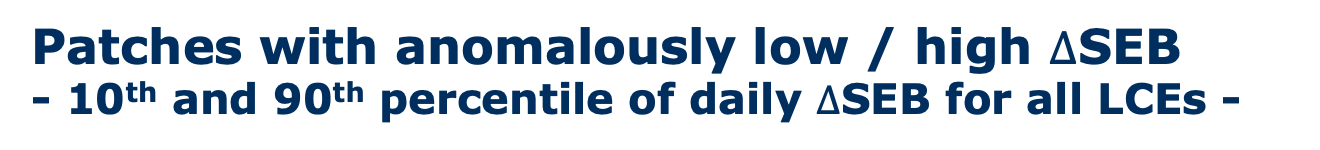 Patches with anomalously low / high ΔSEB
- 10th and 90th percentile of daily ΔSEB for all LCEs -